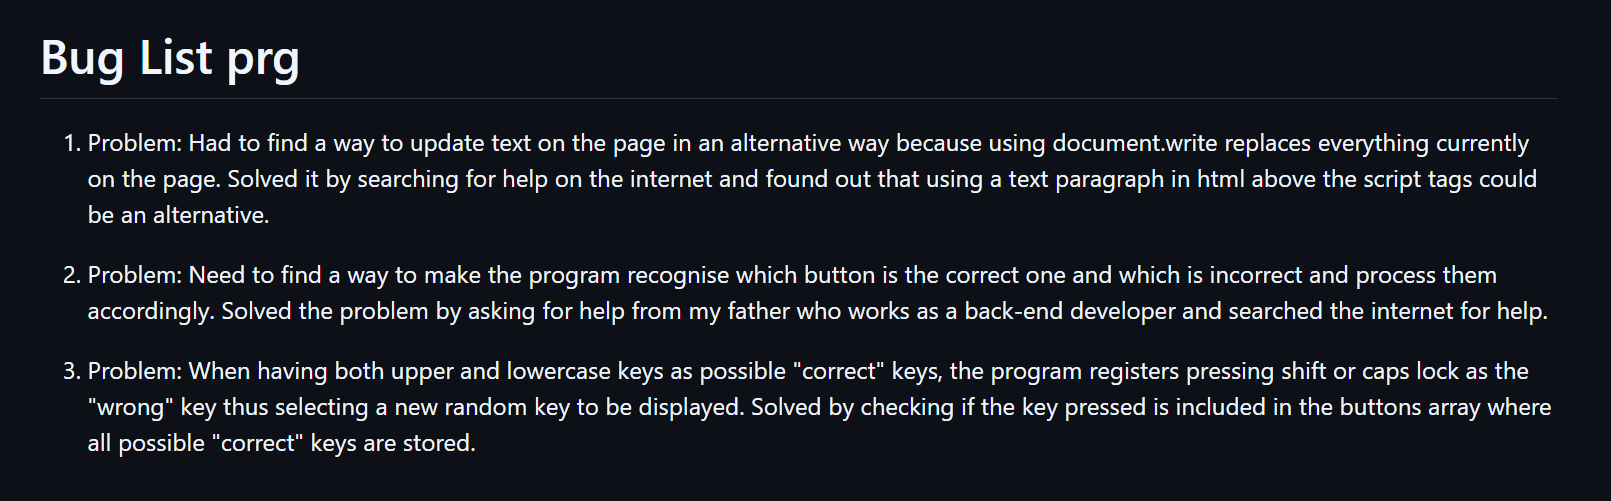 Bug List prg
1. Problem: Had to find a way to update text on the page in an alternative way because using document.write replaces everything currently
on the page. Solved it by searching for help on the internet and found out that using a text paragraph in html above the script tags could
be an alternative.
2. Problem: Need to find a way to make the program recognise which button is the correct one and which is incorrect and process them
accordingly. Solved the problem by asking for help from my father who works as a back-end developer and searched the internet for help.
3. Problem: When having both upper and lowercase keys as possible "correct" keys, the program registers pressing shift or caps lock as the
"wrong" key thus selecting a new random key to be displayed. Solved by checking if the key pressed is included in the buttons array where
all possible "correct" keys are stored.